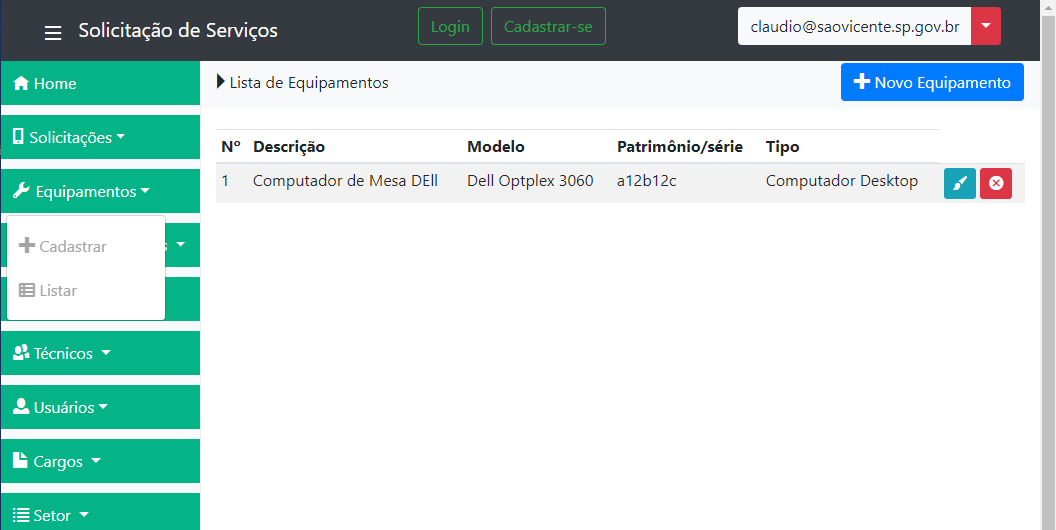 Solicitação de Serviços
Login
Cadastrar-se
claudio@saovicente.sp.gov.br
Home
Solicitações
Equipamentos
Cadastrar
Listar
Técnicos
Usuários
Cargos
Setor
Lista de Equipamentos
Novo Equipamento
Nº Descrição Modelo Patrimônio/série Tipo
1 Computador de Mesa DEll Dell Optplex 3060 a12b12c Computador Desktop